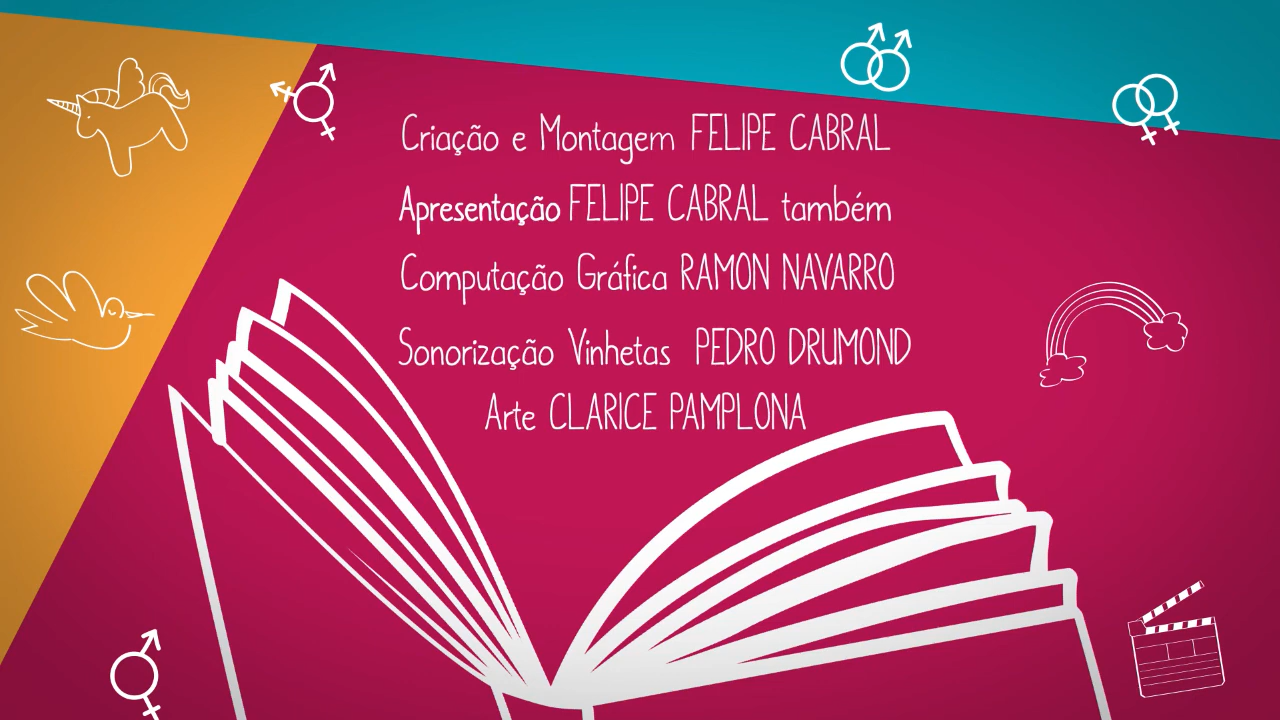 Criação e Montagem FELIPE CABRAL
Apresentação FELIPE CABRAL também
Computação Gráfica RAMON NAVARRO
Sonorização Vinhetas PEDRO DRUMOND
Arte CLARICE PAMPLONA